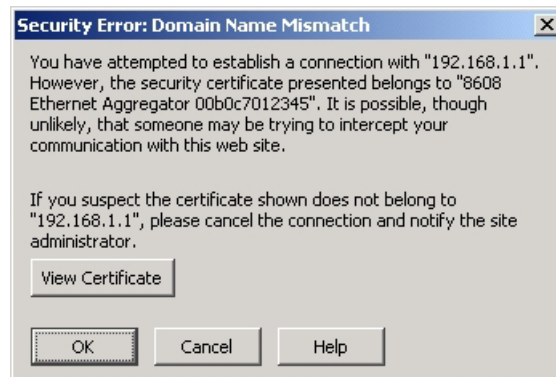 Security Error: Domain Name Mismatch
You have attempted to establish a connection with "192.168.1.1".
However, the security certificate presented belongs to "8608
Ethernet Aggregator 00b0c7012345". It is possible, though
unlikely, that someone may be trying to intercept your
communication with this web site.
If you suspect the certificate shown does not belong to
"192.168.1.1", please cancel the connection and notify the site
administrator.
View Certificate
OK Cancel Help